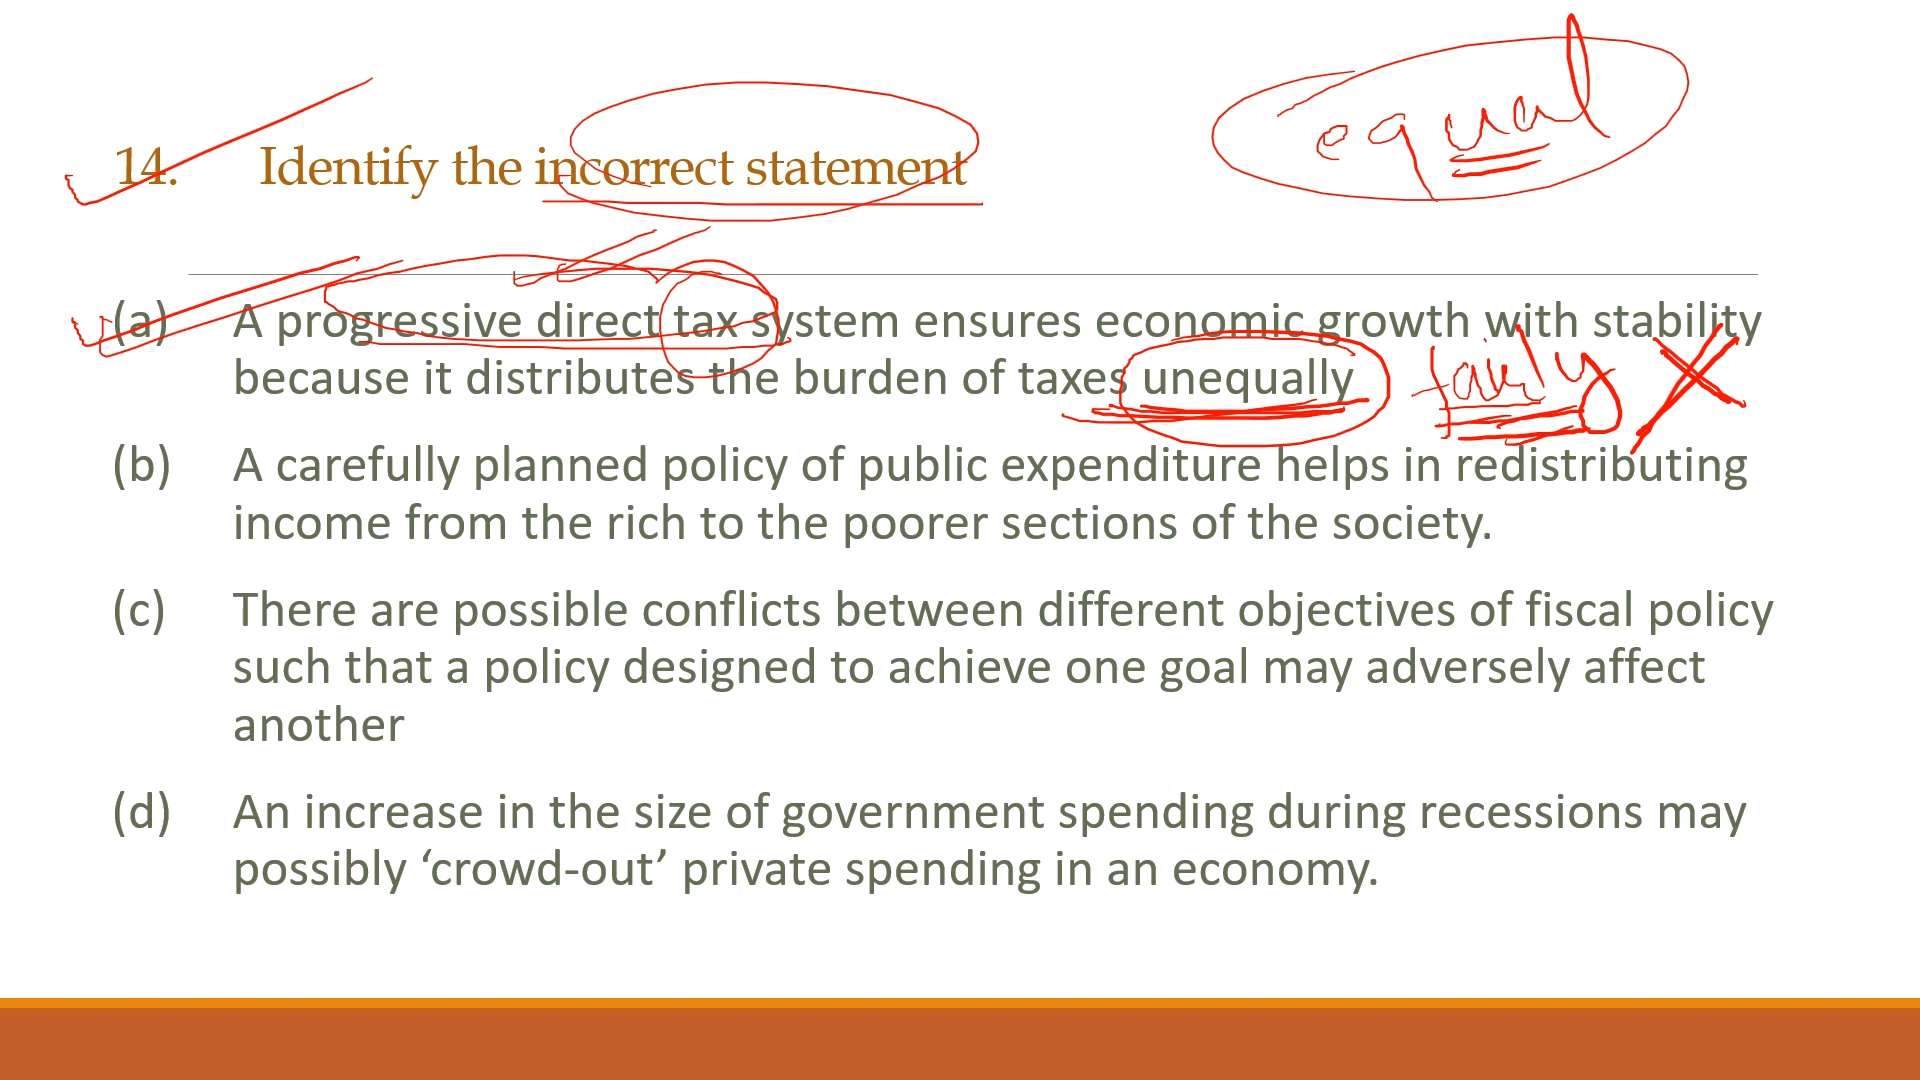 equal
14. Identify the incorrect statement
(a) A progressive direct tax system ensures economic growth with stability
because it distributes the burden of taxes unequally fairly
(b) A carefully planned policy of public expenditure helps in redistributing
income from the rich to the poorer sections of the society.
(c) There are possible conflicts between different objectives of fiscal policy
such that a policy designed to achieve one goal may adversely affect
another
(d) An increase in the size of government spending during recessions may
possibly ‘crowd-out’ private spending in an economy.